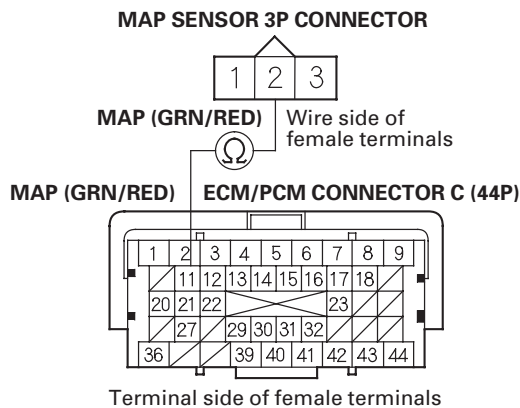 MAP SENSOR 3P CONNECTOR
1 2 3
MAP (GRN/RED)
Wire side of
female terminals
Ω
MAP (GRN/RED)
ECM/PCM CONNECTOR C (44P)
1 2 3 4 5 6 7 8 9
11 12 13 14 15 16 17 18
20 21 22 23
27 29 30 31 32
36 39 40 41 42 43 44
Terminal side of female terminals